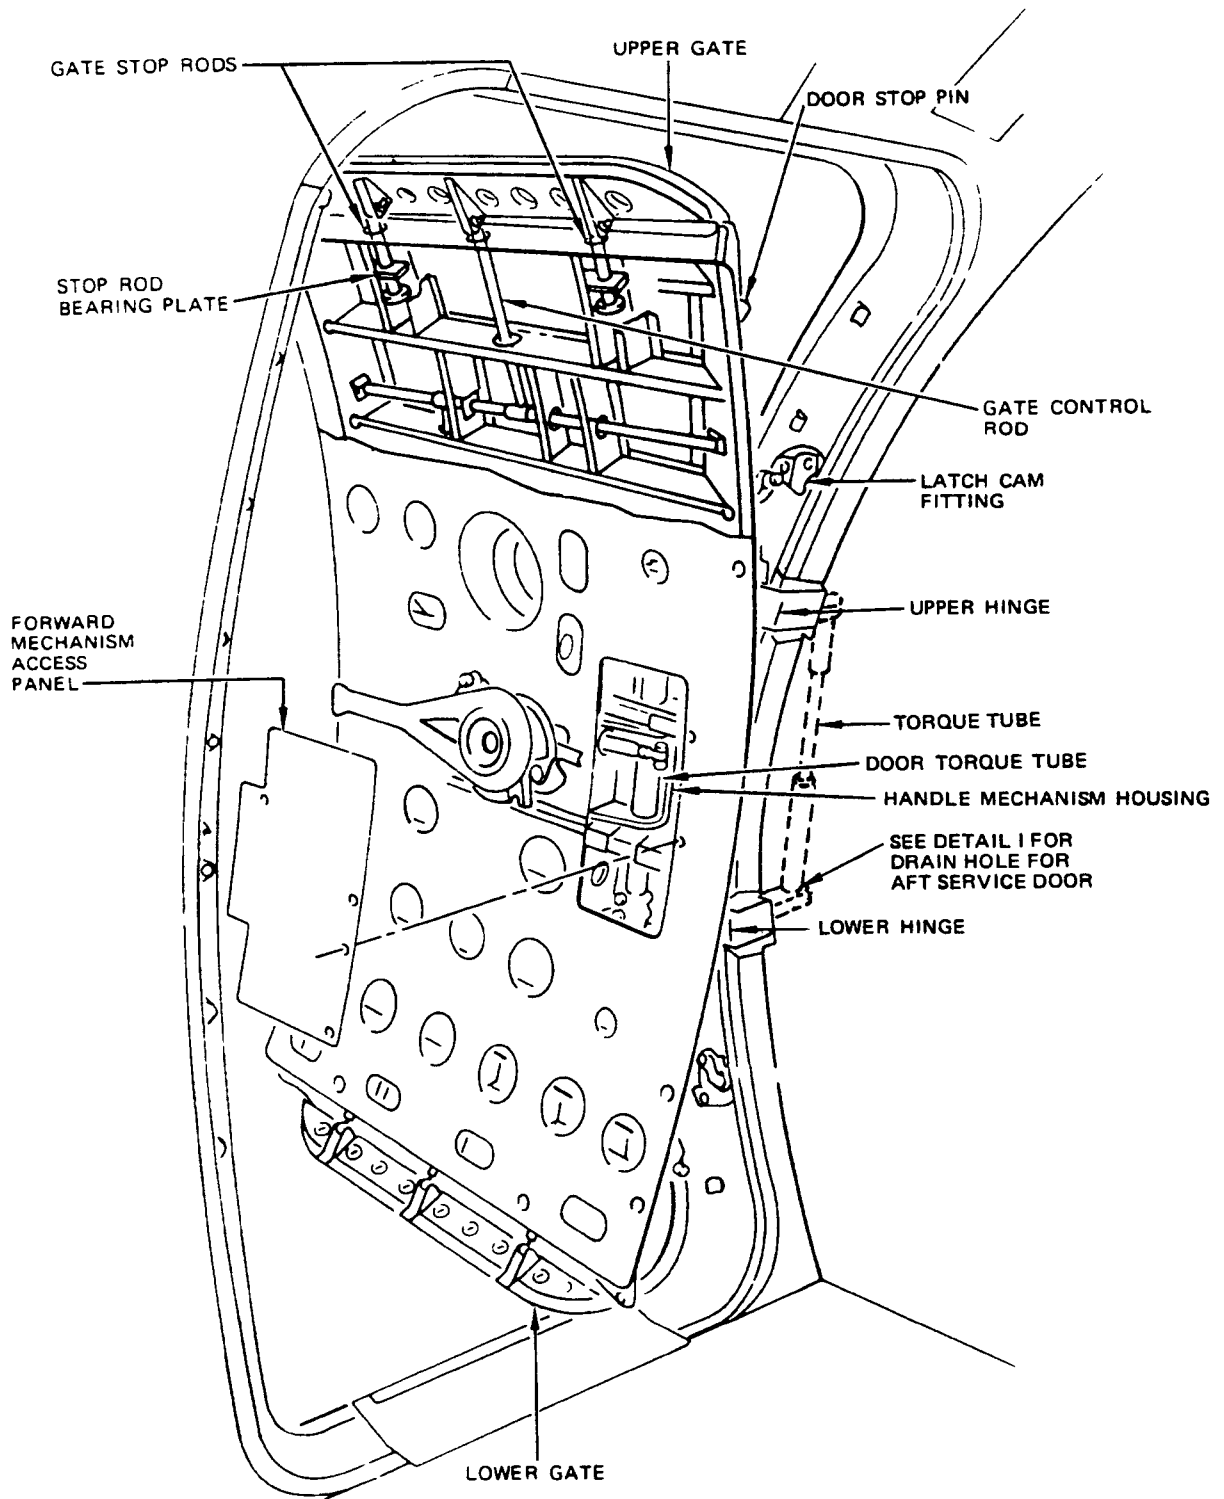 UPPER GATE
GATE STOP RODS
DOOR STOP PIN
STOP ROD
BEARING PLATE
GATE CONTROL
ROD
LATCH CAM
FITTING
UPPER HINGE
FORWARD
MECHANISM
ACCESS
PANEL
TORQUE TUBE
DOOR TORQUE TUBE
HANDLE MECHANISM HOUSING
SEE DETAIL I FOR
DRAIN HOLE FOR
AFT SERVICE DOOR
LOWER HINGE
LOWER GATE